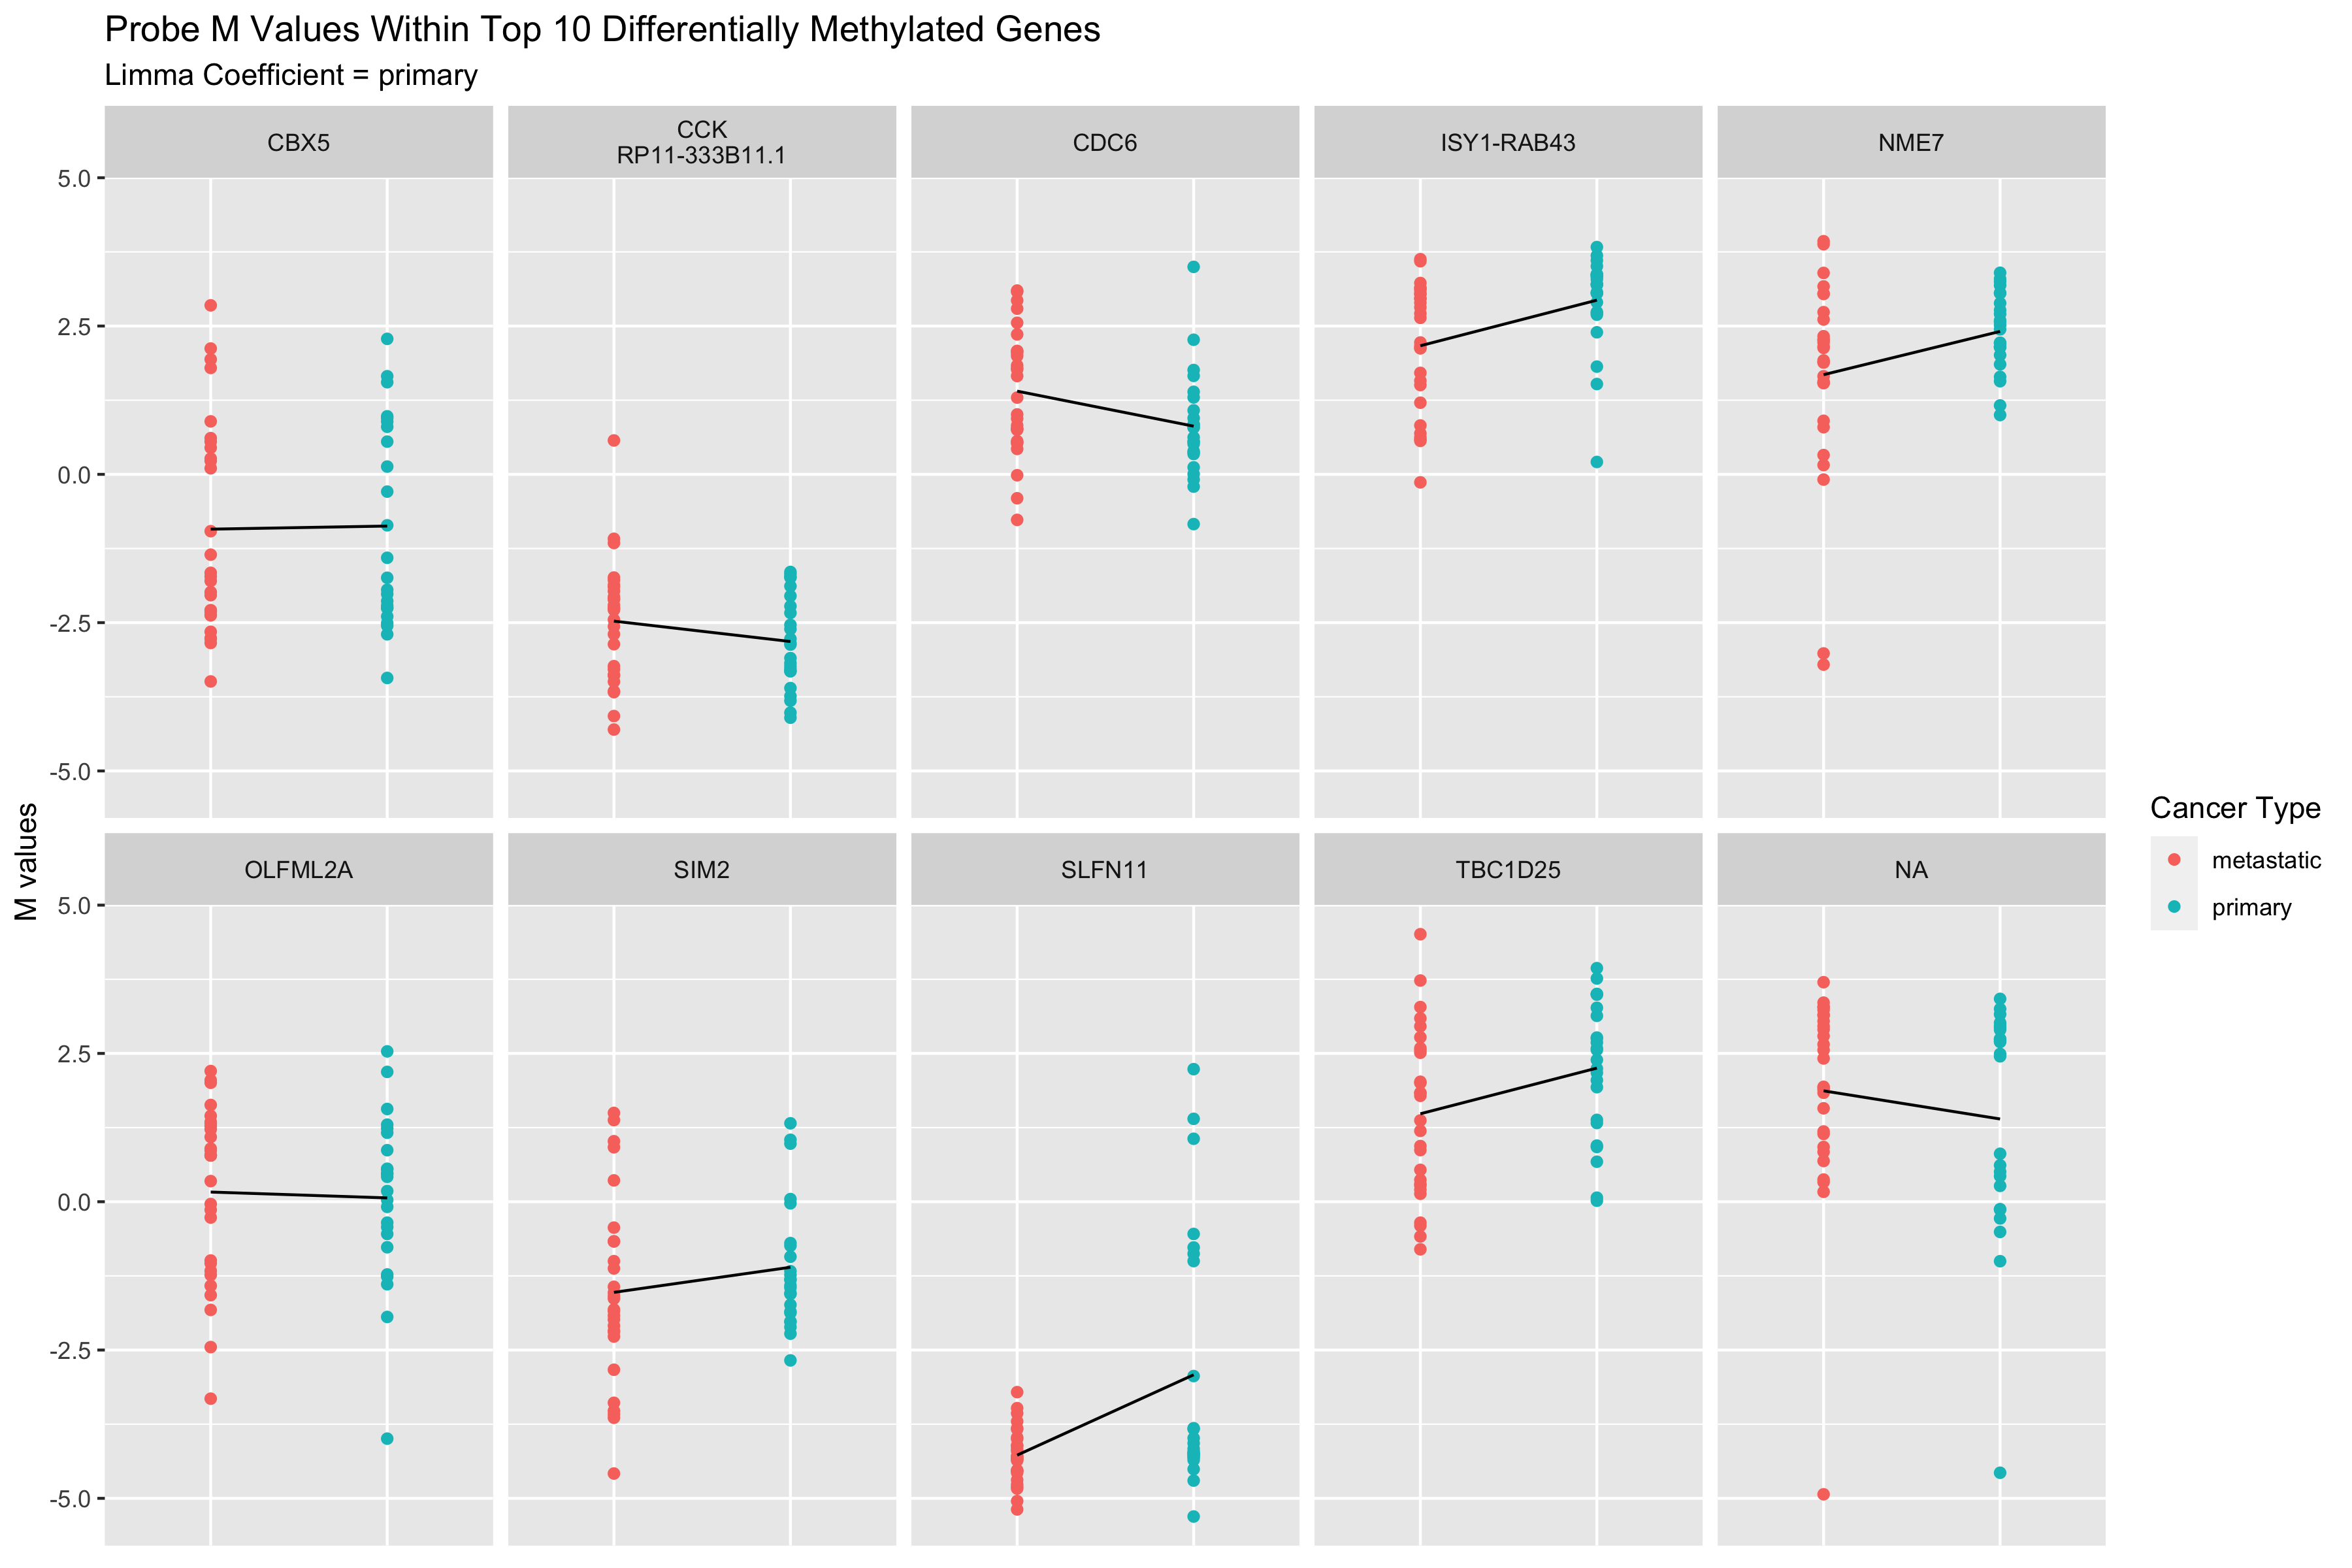 Probe M Values Within Top 10 Differentially Methylated Genes
Limma Coefficient = primary
CBX5
CCK
RP11-333B11.1
CDC6
ISY1-RAB43
NME7
5.0
2.5
0.0
-2.5
-5.0
M values
OLFML2A
SIM2
SLFN11
TBC1D25
NA
5.0
2.5
0.0
-2.5
-5.0
Cancer Type
metastatic
primary